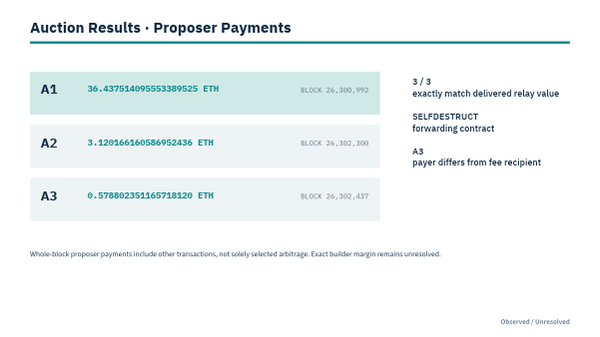 Auction Results · Proposer Payments
A1 36.437514095553389525 ETH BLOCK 26,300,992
A2 3.120166160586952436 ETH BLOCK 26,302,300
A3 0.578802351165718120 ETH BLOCK 26,302,437
3 / 3
exactly match delivered relay value
SELFDESTRUCT
forwarding contract
A3
payer differs from fee recipient
Whole-block proposer payments include other transactions, not solely selected arbitrage. Exact builder margin remains unresolved.
Observed / Unresolved